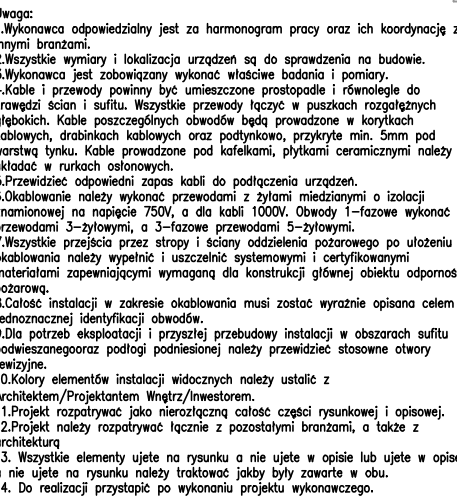 Uwaga:
.Wykonawca odpowiedzialny jest za harmonogram pracy oraz ich koordynację z
innymi branżami.
2.Wszystkie wymiary i lokalizacja urządzeń są do sprawdzenia na budowie.
3.Wykonawca jest zobowiązany wykonać właściwe badania i pomiary.
.Kable i przewody powinny być umieszczone prostopadle i równolegle do
krawędzi ścian i sufitu. Wszystkie przewody łączyć w puszkach rozgałęźnych
głębokich. Kable poszczególnych obwodów będą prowadzone w korytkach
kablowych, drabinkach kablowych oraz podtynkowo, przykryte min. 5mm pod
warstwą tynku. Kable prowadzone pod kafelkami, płytkami ceramicznymi należy
układać w rurkach osłonowych.
5.Przewidzieć odpowiedni zapas kabli do podłączenia urządzeń.
6.Okablowanie należy wykonać przewodami z żyłami miedzianymi o izolacji
znamionowej na napięcie 750V, a dla kabli 1000V. Obwody 1-fazowe wykonać
przewodami 3-żyłowymi, a 3-fazowe przewodami 5-żyłowymi.
7.Wszystkie przejścia przez stropy i ściany oddzielenia pożarowego po ułożeniu
okablowania należy wypełnić i uszczelnić systemowymi i certyfikowanymi
materiałami zapewniającymi wymaganą dla konstrukcji głównej obiektu odpornoś
pożarową.
8.Całość instalacji w zakresie okablowania musi zostać wyraźnie opisana celem
jednoznacznej identyfikacji obwodów.
9.Dla potrzeb eksploatacji i przyszłej przebudowy instalacji w obszarach sufitu
podwieszanegooraz podłogi podniesionej należy przewidzieć stosowne otwory
rewizyjne.
0.Kolory elementów instalacji widocznych należy ustalić z
Architektem/Projektantem Wnętrz/Inwestorem.
1.Projekt rozpatrywać jako nierozłączną całość części rysunkowej i opisowej.
2.Projekt należy rozpatrywać łącznie z pozostałymi branżami, a także z
architekturą
3. Wszystkie elementy ujete na rysunku a nie ujete w opisie lub ujete w opis
a nie ujete na rysunku należy traktować jakby były zawarte w obu.
4. Do realizacji przystąpić po wykonaniu projektu wykonawczego.